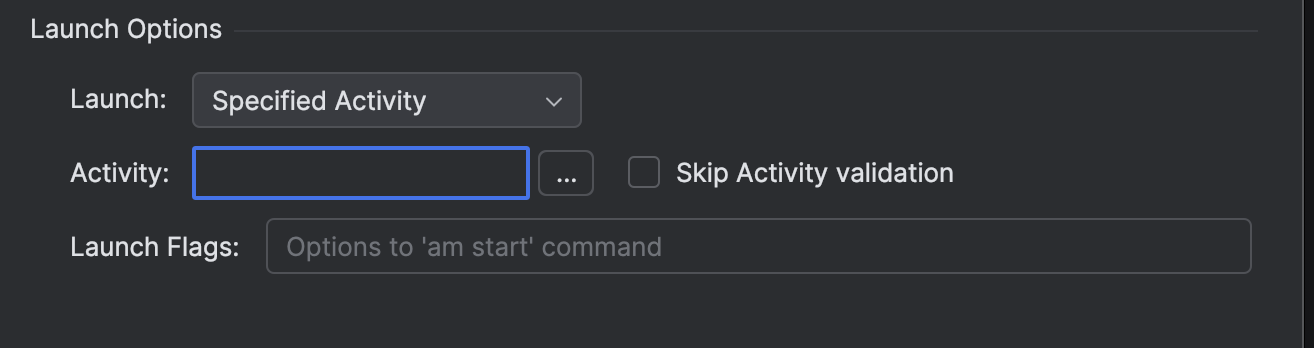 Launch Options
Launch: Specified Activity
Activity: ... Skip Activity validation
Launch Flags: Options to 'am start' command